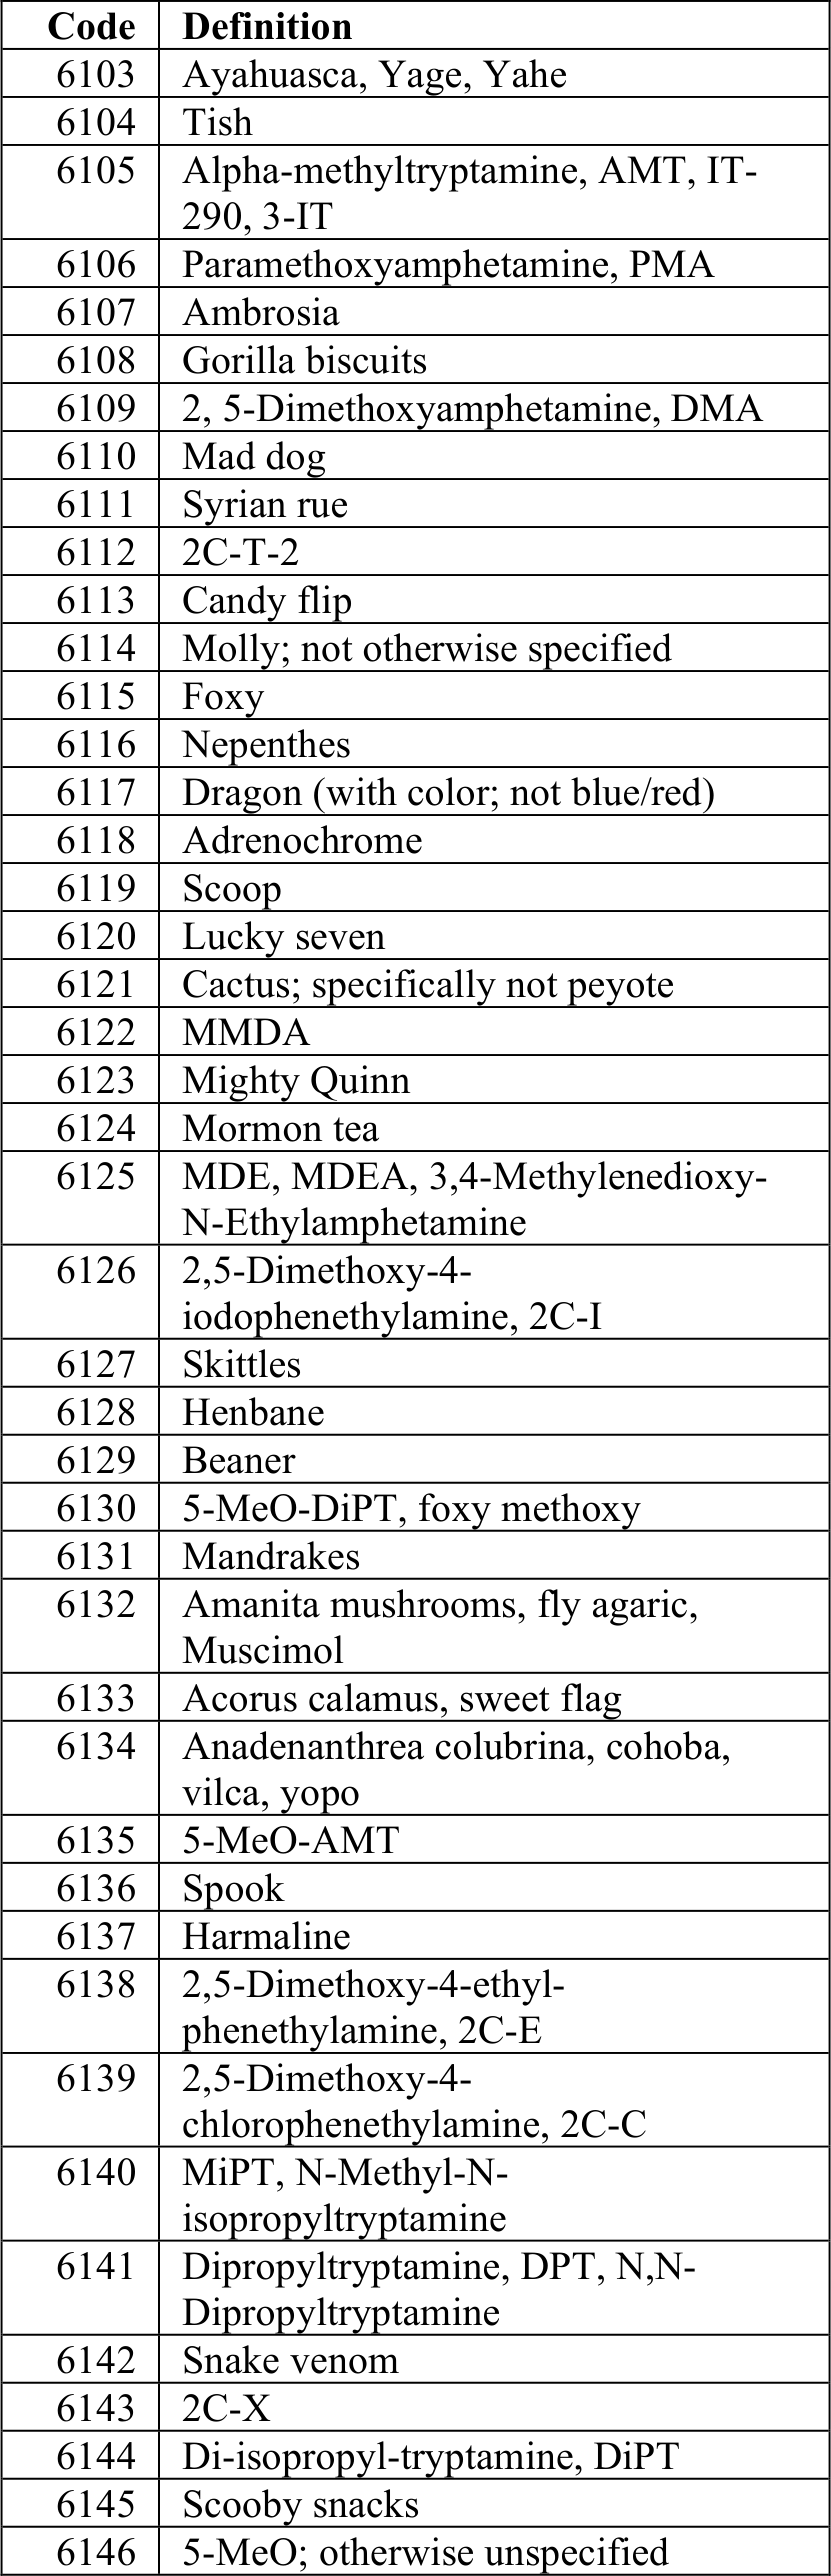 Code Definition
6103 Ayahuasca, Yage, Yahe
6104 Tish
6105 Alpha-methyltryptamine, AMT, IT-
290, 3-IT
6106 Paramethoxyamphetamine, PMA
6107 Ambrosia
6108 Gorilla biscuits
6109 2, 5-Dimethoxyamphetamine, DMA
6110 Mad dog
6111 Syrian rue
6112 2C-T-2
6113 Candy flip
6114 Molly; not otherwise specified
6115 Foxy
6116 Nepenthes
6117 Dragon (with color; not blue/red)
6118 Adrenochrome
6119 Scoop
6120 Lucky seven
6121 Cactus; specifically not peyote
6122 MMDA
6123 Mighty Quinn
6124 Mormon tea
6125 MDE, MDEA, 3,4-Methylenedioxy-
N-Ethylamphetamine
6126 2,5-Dimethoxy-4-
iodophenethylamine, 2C-I
6127 Skittles
6128 Henbane
6129 Beaner
6130 5-MeO-DiPT, foxy methoxy
6131 Mandrakes
6132 Amanita mushrooms, fly agaric,
Muscimol
6133 Acorus calamus, sweet flag
6134 Anadenanthrea colubrina, cohoba,
vilca, yopo
6135 5-MeO-AMT
6136 Spook
6137 Harmaline
6138 2,5-Dimethoxy-4-ethyl-
phenethylamine, 2C-E
6139 2,5-Dimethoxy-4-
chlorophenethylamine, 2C-C
6140 MiPT, N-Methyl-N-
isopropyltryptamine
6141 Dipropyltryptamine, DPT, N,N-
Dipropyltryptamine
6142 Snake venom
6143 2C-X
6144 Di-isopropyl-tryptamine, DiPT
6145 Scooby snacks
6146 5-MeO; otherwise unspecified